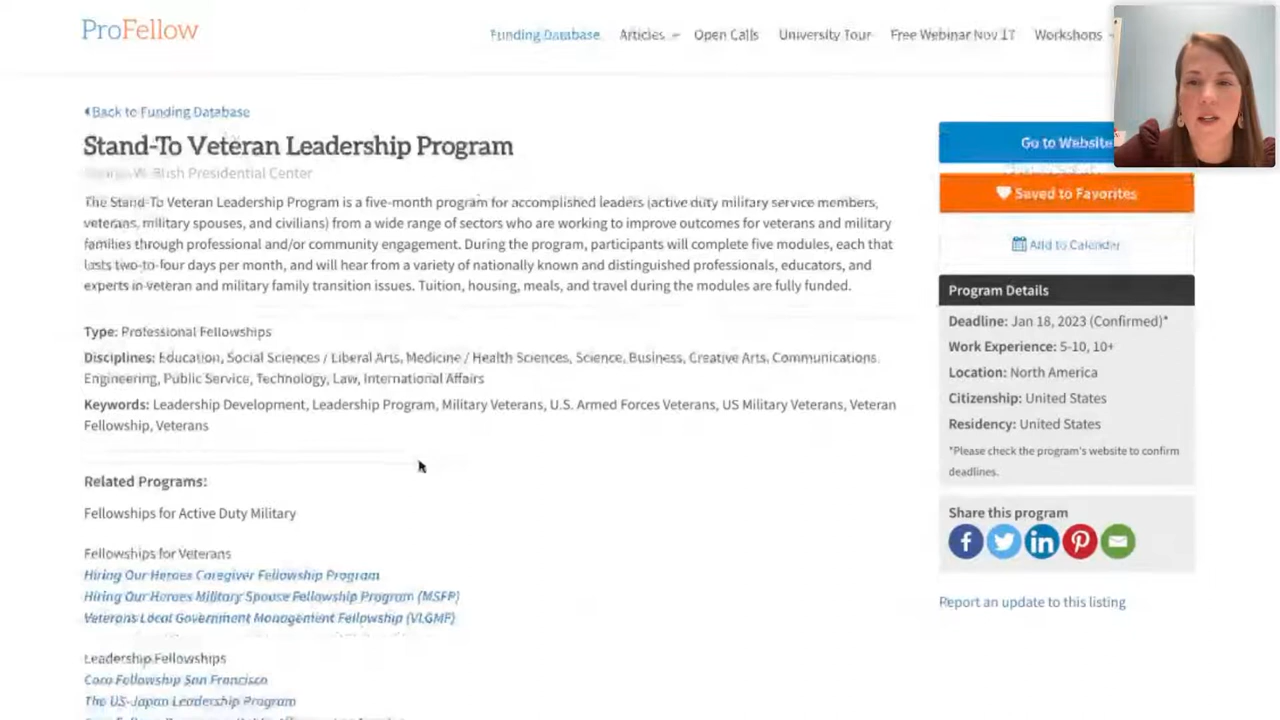 ProFellow
Funding Database
Articles
Open Calls
University Tour
Free Webinar Nov 17
Workshops
Back to Funding Database
Stand-To Veteran Leadership Program
George W. Bush Presidential Center
The Stand-To Veteran Leadership Program is a five-month program for accomplished leaders (active duty military service members,
veterans, military spouses, and civilians) from a wide range of sectors who are working to improve outcomes for veterans and military
families through professional and/or community engagement. During the program, participants will complete five modules, each that
lasts two-to-four days per month, and will hear from a variety of nationally known and distinguished professionals, educators, and
experts in veteran and military family transition issues. Tuition, housing, meals, and travel during the modules are fully funded.
Type: Professional Fellowships
Disciplines: Education, Social Sciences / Liberal Arts, Medicine / Health Sciences, Science, Business, Creative Arts, Communications,
Engineering, Public Service, Technology, Law, International Affairs
Keywords: Leadership Development, Leadership Program, Military Veterans, U.S. Armed Forces Veterans, US Military Veterans, Veteran
Fellowship, Veterans
Related Programs:
Fellowships for Active Duty Military
Fellowships for Veterans
Hiring Our Heroes Caregiver Fellowship Program
Hiring Our Heroes Military Spouse Fellowship Program (MSFP)
Veterans Local Government Management Fellowship (VLGMF)
Leadership Fellowships
Coro Fellowship San Francisco
The US-Japan Leadership Program
Go to Website
Saved to Favorites
Add to Calendar
Program Details
Deadline: Jan 18, 2023 (Confirmed)*
Work Experience: 5-10, 10+
Location: North America
Citizenship: United States
Residency: United States
*Please check the program's website to confirm
deadlines.
Share this program
Report an update to this listing